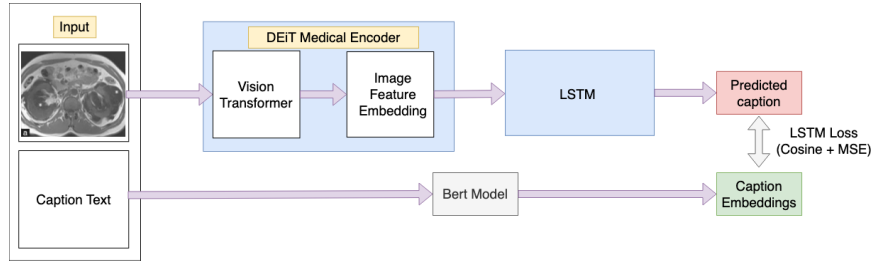 Input
DEiT Medical Encoder
Vision
Transformer
Image
Feature
Embedding
LSTM
Predicted
caption
LSTM Loss
(Cosine + MSE)
a
Caption Text
Bert Model
Caption
Embeddings